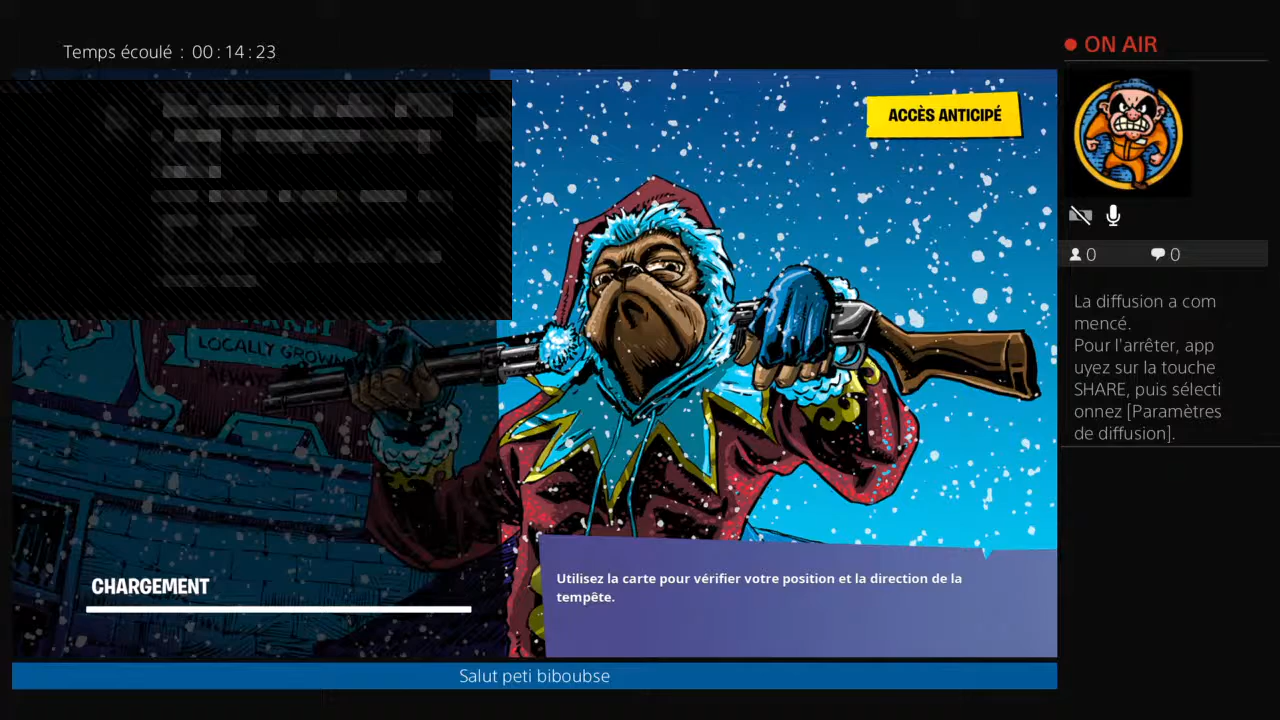 Temps écoulé : 00:14:23
ON AIR
ACCÈS ANTICIPÉ
0 0
La diffusion a com
mencé.
Pour l'arrêter, app
uyez sur la touche
SHARE, puis sélecti
onnez [Paramètres
de diffusion].
LOCALLY GROWN
CHARGEMENT
Utilisez la carte pour vérifier votre position et la direction de la
tempête.
Salut peti biboubse